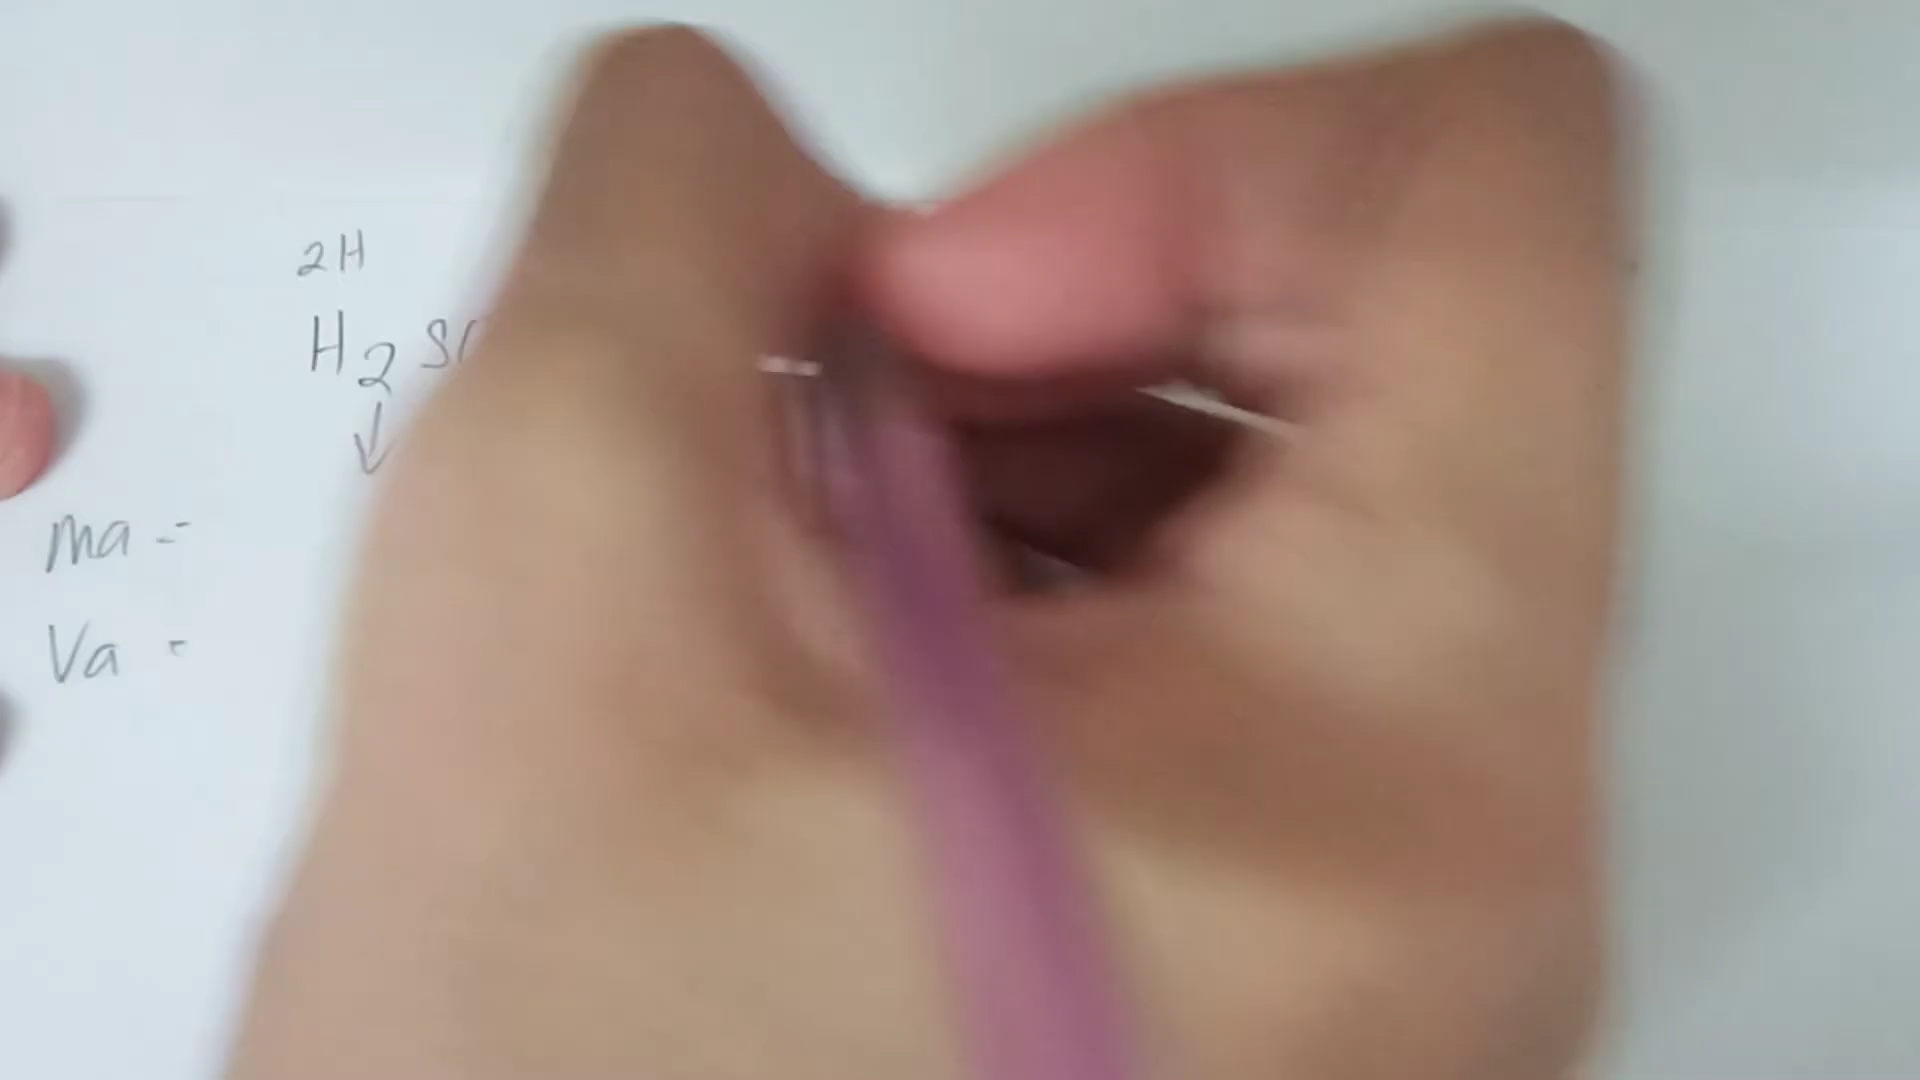 2H
H2 S
↓
Ma =
Va =